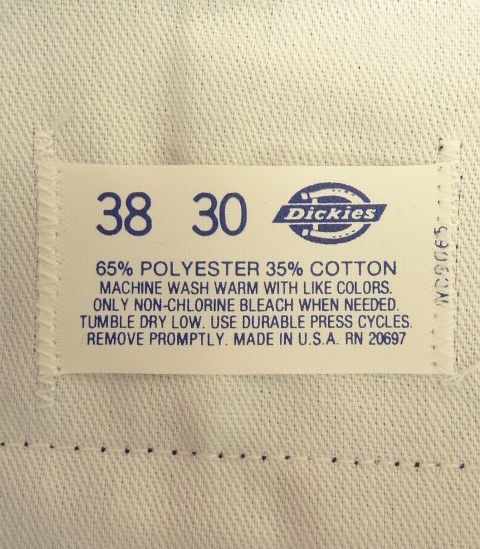 38 30
Dickies
65% POLYESTER 35% COTTON
MACHINE WASH WARM WITH LIKE COLORS.
ONLY NON-CHLORINE BLEACH WHEN NEEDED.
TUMBLE DRY LOW. USE DURABLE PRESS CYCLES.
REMOVE PROMPTLY. MADE IN U.S.A. RN 20697